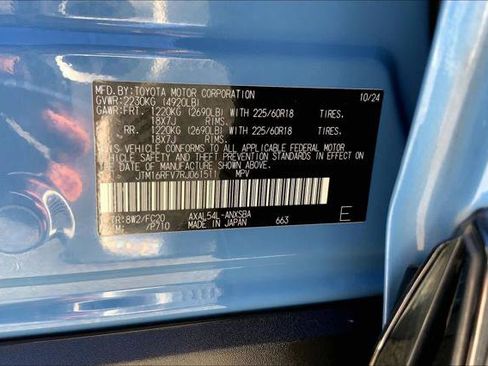 MFD. BY: TOYOTA MOTOR CORPORATION 10/24
GVWR: 2230KG (4920LB)
GAWR:FRT. 1220KG (2690LB) WITH 225/60R18 TIRES.
18X7J RIMS.
RR. 1220KG (2690LB) WITH 225/60R18 TIRES.
18X7J RIMS.
THIS VEHICLE CONFORMS TO ALL APPLICABLE FEDERAL MOTOR
VEHICLE SAFETY AND THEFT PREVENTION STANDARDS IN EFFECT ON
THE DATE OF MANUFACTURE SHOWN ABOVE.
JTM16RFV7RJ061511 MPV
C/TR:8W2/FC20 AXAL54L-ANXSBA 663
/P710 MADE IN JAPAN E